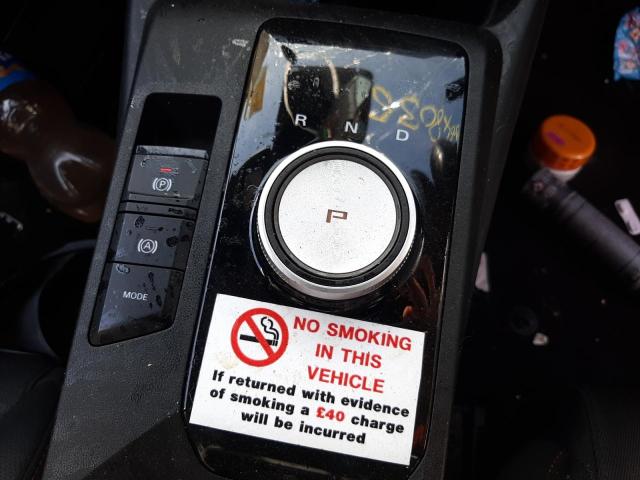 R N D
P
(P)
(A)
MODE
NO SMOKING
IN THIS
VEHICLE
If returned with evidence
of smoking a £40 charge
will be incurred